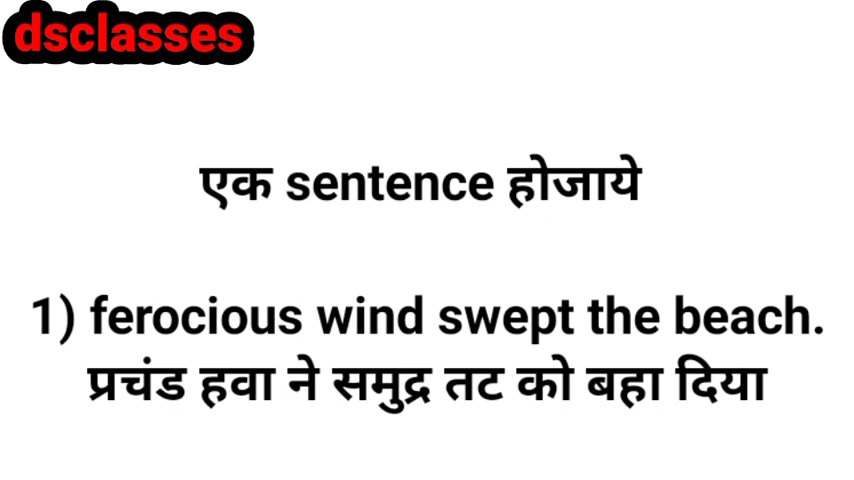 dsclasses
एक sentence होजाये
1) ferocious wind swept the beach.
प्रचंड हवा ने समुद्र तट को बहा दिया